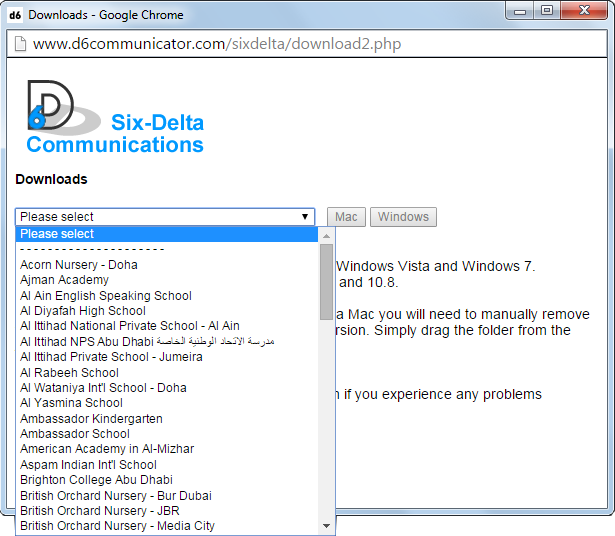 d6 Downloads - Google Chrome
www.d6communicator.com/sixdelta/download2.php
D6 Six-Delta
Communications
Downloads
Please select
Mac
Windows
Please select
- - - - - - - - - - - - - - - - - - - - -
Acorn Nursery - Doha
Ajman Academy
Windows Vista and Windows 7.
Al Ain English Speaking School
and 10.8.
Al Diyafah High School
a Mac you will need to manually remove
Al Ittihad National Private School - Al Ain
rsion. Simply drag the folder from the
Al Ittihad NPS Abu Dhabi مدرسة الاتحاد الوطنية الخاصة
Al Ittihad Private School - Jumeira
Al Rabeeh School
Al Wataniya Int'l School - Doha
if you experience any problems
Al Yasmina School
Ambassador Kindergarten
Ambassador School
American Academy in Al-Mizhar
Aspam Indian Int'l School
Brighton College Abu Dhabi
British Orchard Nursery - Bur Dubai
British Orchard Nursery - JBR
British Orchard Nursery - Media City